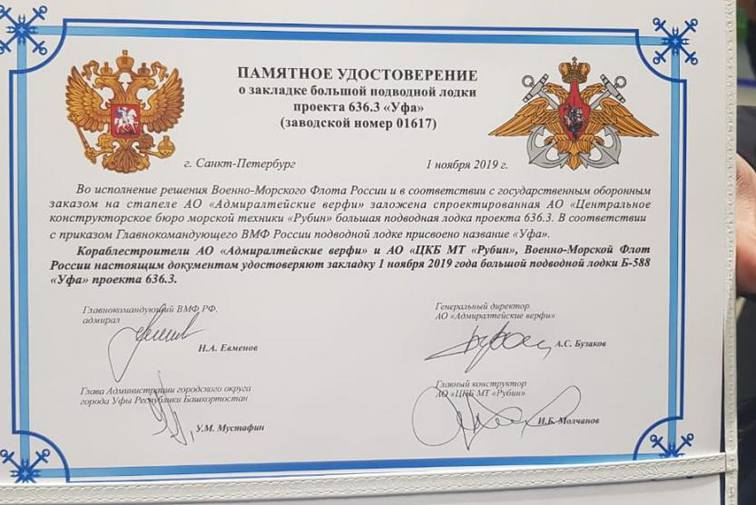 ПАМЯТНОЕ УДОСТОВЕРЕНИЕ
о закладке большой подводной лодки
проекта 636.3 «Уфа»
(заводской номер 01617)
г. Санкт-Петербург 1 ноября 2019 г.
Во исполнение решения Военно-Морского Флота России и в соответствии с государственным оборонным
заказом на стапеле АО «Адмиралтейские верфи» заложена спроектированная АО «Центральное
конструкторское бюро морской техники «Рубин» большая подводная лодка проекта 636.3. В соответствии
с приказом Главнокомандующего ВМФ России подводной лодке присвоено название «Уфа».
Кораблестроители АО «Адмиралтейские верфи» и АО «ЦКБ МТ «Рубин», Военно-Морской Флот
России настоящим документом удостоверяют закладку 1 ноября 2019 года большой подводной лодки Б-588
«Уфа» проекта 636.3.
Главнокомандующий ВМФ РФ,
адмирал
Н.А. Евменов
Генеральный директор
АО «Адмиралтейские верфи»
А.С. Бузаков
Глава Администрации городского округа
города Уфы Республики Башкортостан
У.М. Мустафин
Главный конструктор
АО «ЦКБ МТ «Рубин»
И.Б. Молчанов